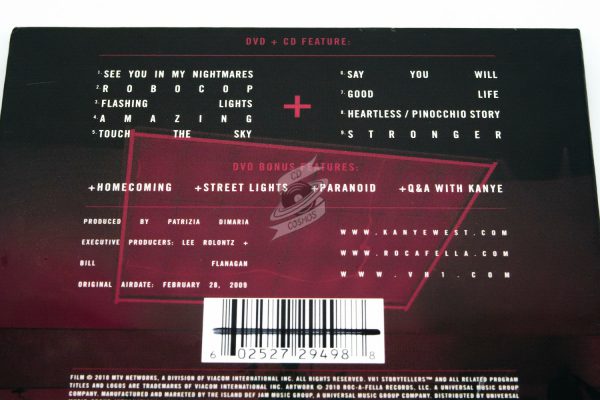 DVD + CD FEATURE:
1. SEE YOU IN MY NIGHTMARES
2. ROBOCOP
3. FLASHING LIGHTS
4. AMAZING
5. TOUCH THE SKY
+
6. SAY YOU WILL
7. GOOD LIFE
8. HEARTLESS / PINOCCHIO STORY
9. STRONGER
DVD BONUS FEATURES:
+HOMECOMING +STREET LIGHTS +PARANOID +Q&A WITH KANYE
CD
COSMOS
PRODUCED BY PATRIZIA DIMARIA
EXECUTIVE PRODUCERS: LEE ROLONTZ +
BILL FLANAGAN
ORIGINAL AIRDATE: FEBRUARY 28, 2009
WWW.KANYEWEST.COM
WWW.ROCAFELLA.COM
WWW.VH1.COM
6 02527 29498 8
FILM © 2010 MTV NETWORKS, A DIVISION OF VIACOM INTERNATIONAL INC. ALL RIGHTS RESERVED. VH1 STORYTELLERS™ AND ALL RELATED PROGRAM
TITLES AND LOGOS ARE TRADEMARKS OF VIACOM INTERNATIONAL INC. ARTWORK © 2010 ROC-A-FELLA RECORDS, LLC. A UNIVERSAL MUSIC GROUP
COMPANY. MANUFACTURED AND MARKETED BY THE ISLAND DEF JAM MUSIC GROUP, A UNIVERSAL MUSIC GROUP COMPANY. DISTRIBUTED BY UNIVERSAL